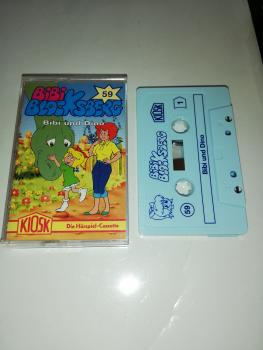 BiBi
BLOCKSBERG
59
Bibi und Dino
KIOSK
Die Hörspiel-Cassette
KIOSK
1
BiBi
BLOCKSBERG
Bibi und Dino
59